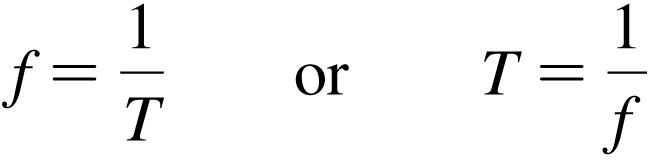 f = 1/T or T = 1/f